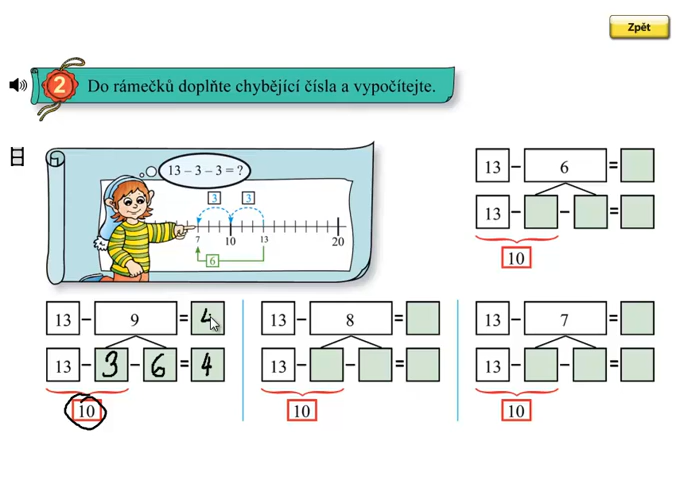 Zpět
2 Do rámečků doplňte chybějící čísla a vypočítejte.
13 – 3 – 3 = ?
3 3
7 10 13 20
6
13 – 6 =
13 – – =
10
13 – 9 = 4
13 – 3 – 6 = 4
10
13 – 8 =
13 – – =
10
13 – 7 =
13 – – =
10